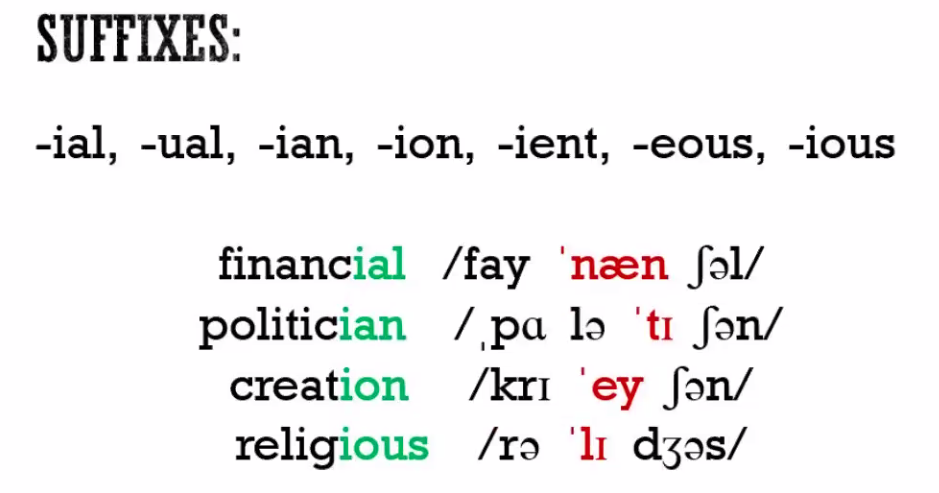 SUFFIXES:
-ial, -ual, -ian, -ion, -ient, -eous, -ious
financial /fay ˈnæn ʃəl/
politician /ˌpɑ lə ˈtɪ ʃən/
creation /krɪ ˈey ʃən/
religious /rə ˈlɪ dʒəs/